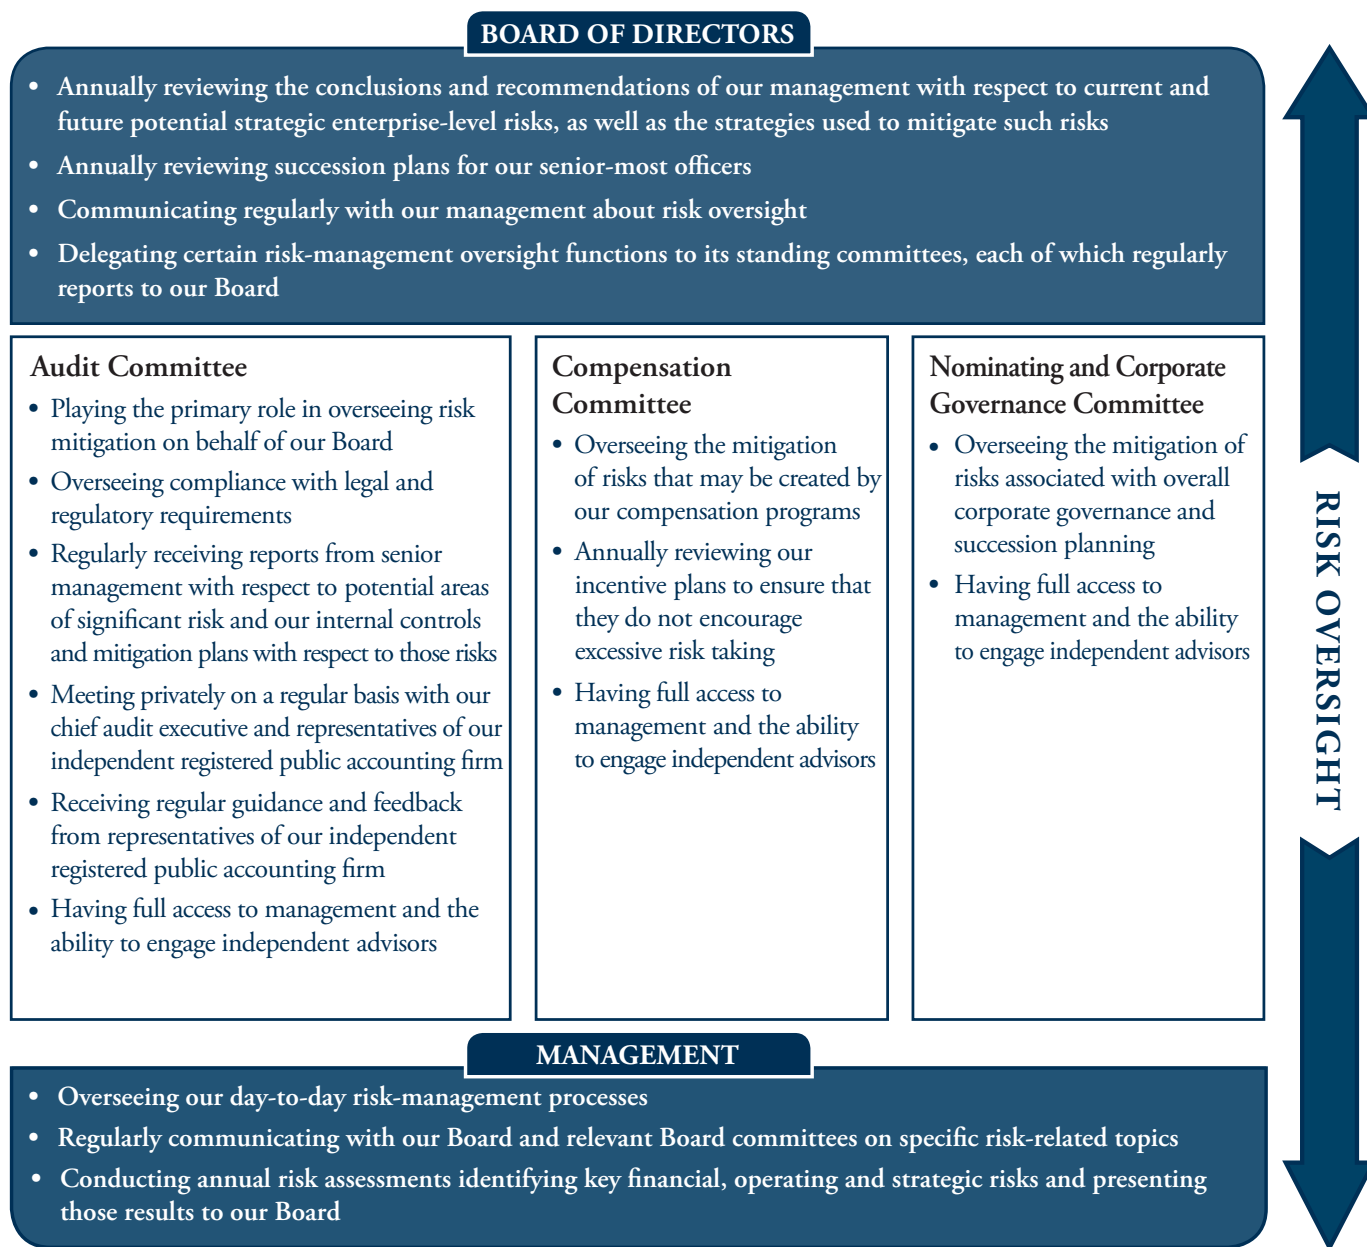 BOARD OF DIRECTORS
• Annually reviewing the conclusions and recommendations of our management with respect to current and
future potential strategic enterprise-level risks, as well as the strategies used to mitigate such risks
• Annually reviewing succession plans for our senior-most officers
• Communicating regularly with our management about risk oversight
• Delegating certain risk-management oversight functions to its standing committees, each of which regularly
reports to our Board
Audit Committee
• Playing the primary role in overseeing risk
mitigation on behalf of our Board
• Overseeing compliance with legal and
regulatory requirements
• Regularly receiving reports from senior
management with respect to potential areas
of significant risk and our internal controls
and mitigation plans with respect to those risks
• Meeting privately on a regular basis with our
chief audit executive and representatives of our
independent registered public accounting firm
• Receiving regular guidance and feedback
from representatives of our independent
registered public accounting firm
• Having full access to management and the
ability to engage independent advisors
Compensation
Committee
• Overseeing the mitigation
of risks that may be created by
our compensation programs
• Annually reviewing our
incentive plans to ensure that
they do not encourage
excessive risk taking
• Having full access to
management and the ability
to engage independent advisors
Nominating and Corporate
Governance Committee
• Overseeing the mitigation of
risks associated with overall
corporate governance and
succession planning
• Having full access to
management and the ability
to engage independent advisors
RISK OVERSIGHT
MANAGEMENT
• Overseeing our day-to-day risk-management processes
• Regularly communicating with our Board and relevant Board committees on specific risk-related topics
• Conducting annual risk assessments identifying key financial, operating and strategic risks and presenting
those results to our Board